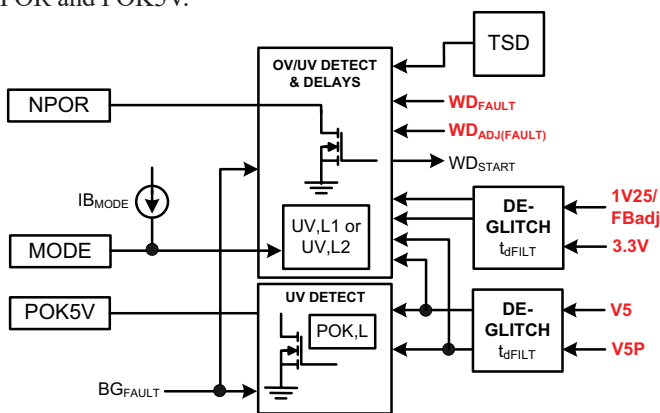 POR and POK5V.
TSD
OV/UV DETECT
& DELAYS
NPOR
WDFAULT
WDADJ(FAULT)
WDSTART
IBMODE
UV,L1 or
UV,L2
DE-
GLITCH
tdFILT
1V25/
FBadj
3.3V
MODE
UV DETECT
POK5V
POK,L
DE-
GLITCH
tdFILT
V5
V5P
BGFAULT